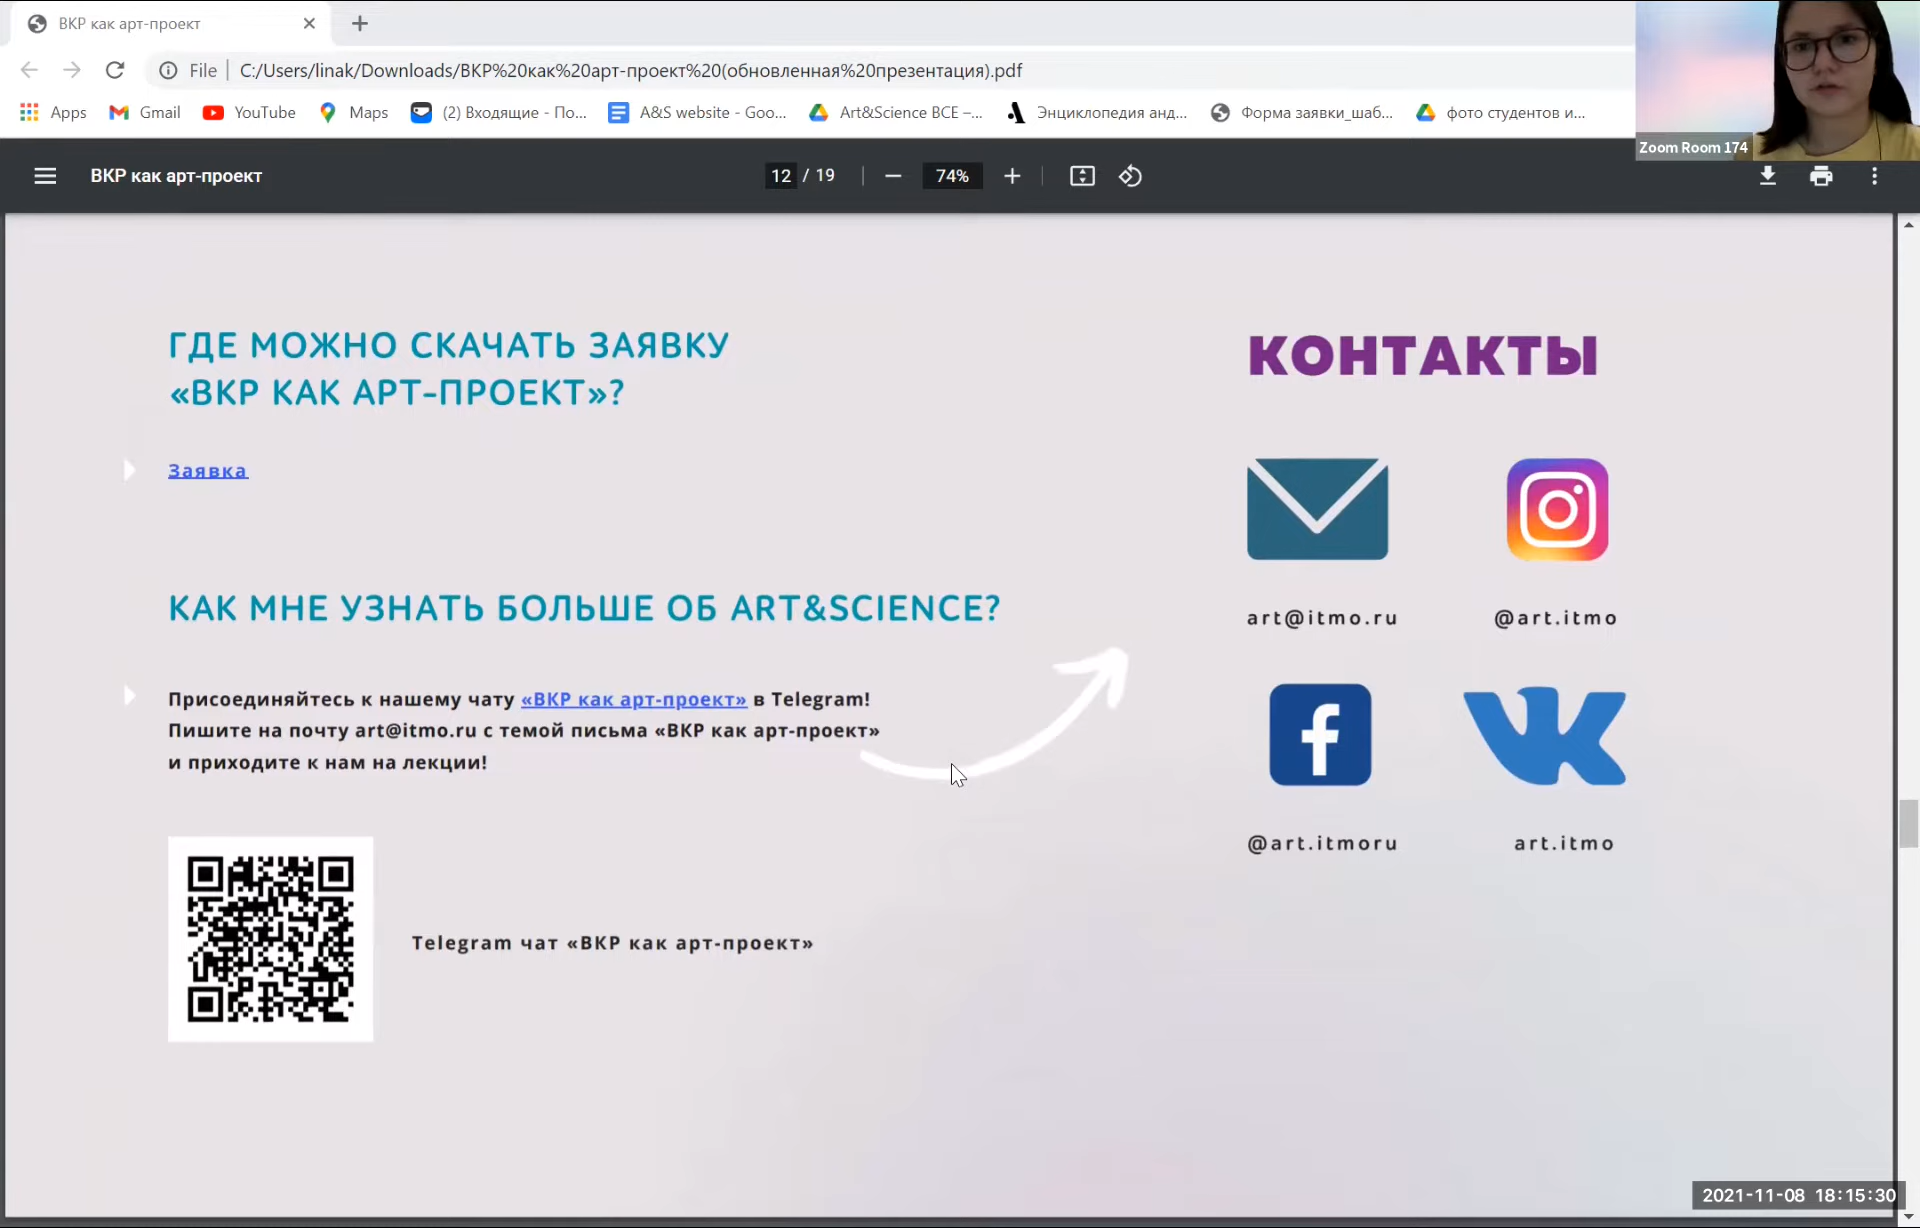 ВКР как арт-проект
File
C:/Users/linak/Downloads/ВКР%20как%20арт-проект%20(обновленная%20презентация).pdf
Apps
Gmail
YouTube
Maps
(2) Входящие - По...
A&S website - Goo...
Art&Science ВСЕ –...
Энциклопедия анд...
Форма заявки_шаб...
фото студентов и...
Zoom Room 174
ВКР как арт-проект
12 / 19
74%
ГДЕ МОЖНО СКАЧАТЬ ЗАЯВКУ
«ВКР КАК АРТ-ПРОЕКТ»?
Заявка
КАК МНЕ УЗНАТЬ БОЛЬШЕ ОБ ART&SCIENCE?
Присоединяйтесь к нашему чату «ВКР как арт-проект» в Telegram!
Пишите на почту art@itmo.ru с темой письма «ВКР как арт-проект»
и приходите к нам на лекции!
Telegram чат «ВКР как арт-проект»
КОНТАКТЫ
art@itmo.ru
@art.itmo
@art.itmoru
art.itmo
2021-11-08 18:15:30